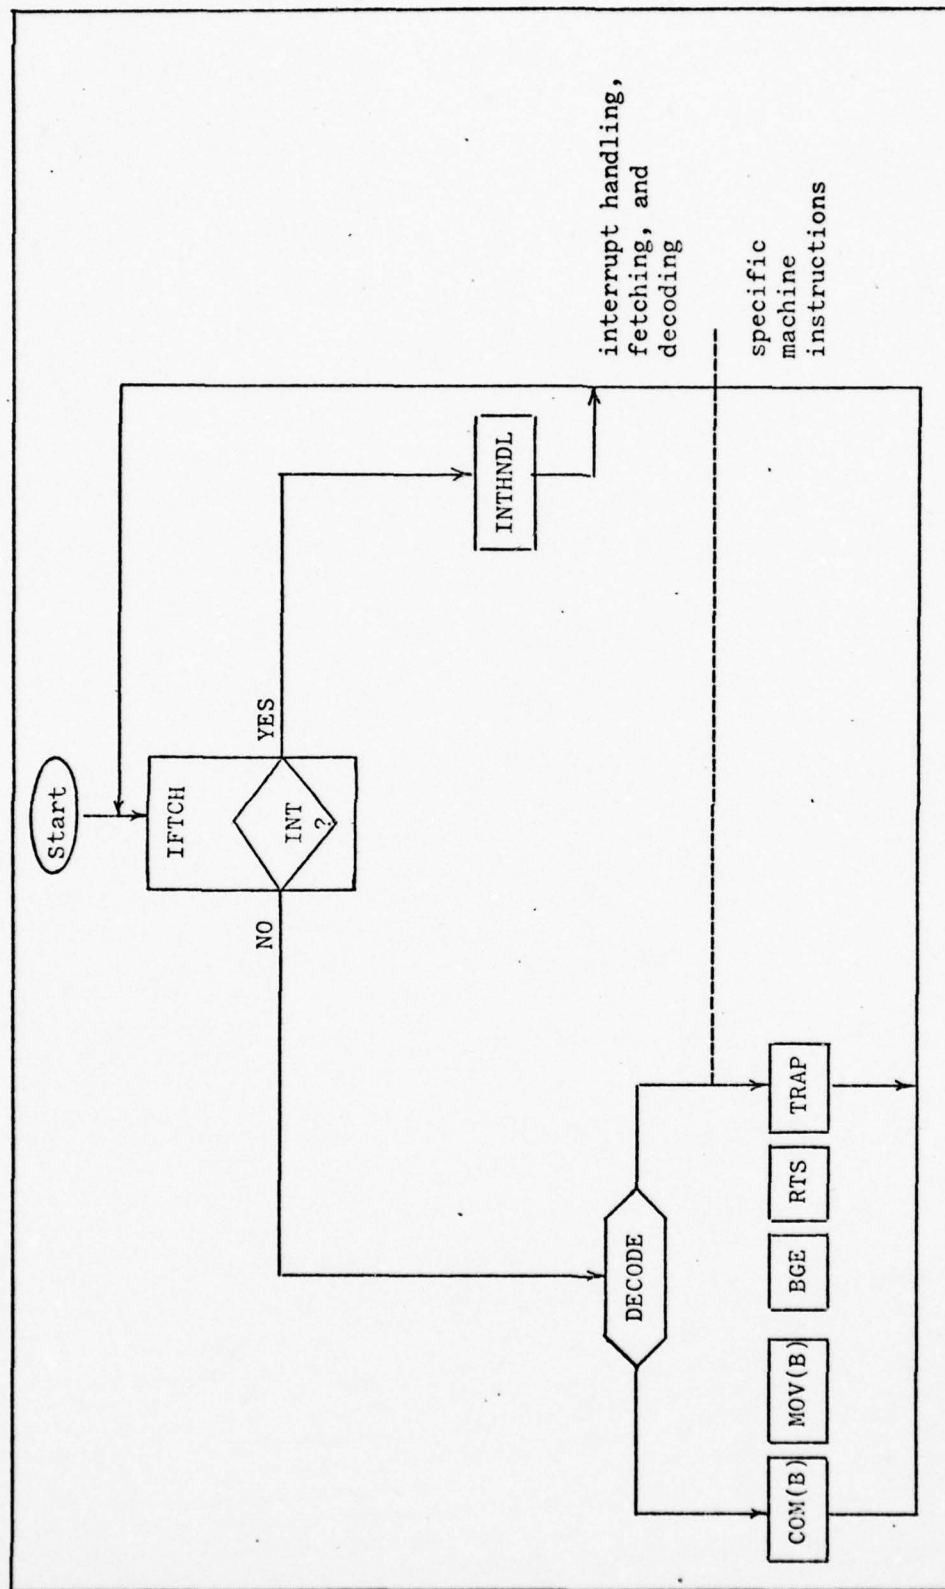 Start
IFTCH
INT
?
NO
YES
INTHNDL
interrupt handling,
fetching, and
decoding
DECODE
specific
machine
instructions
COM(B)
MOV(B)
BGE
RTS
TRAP